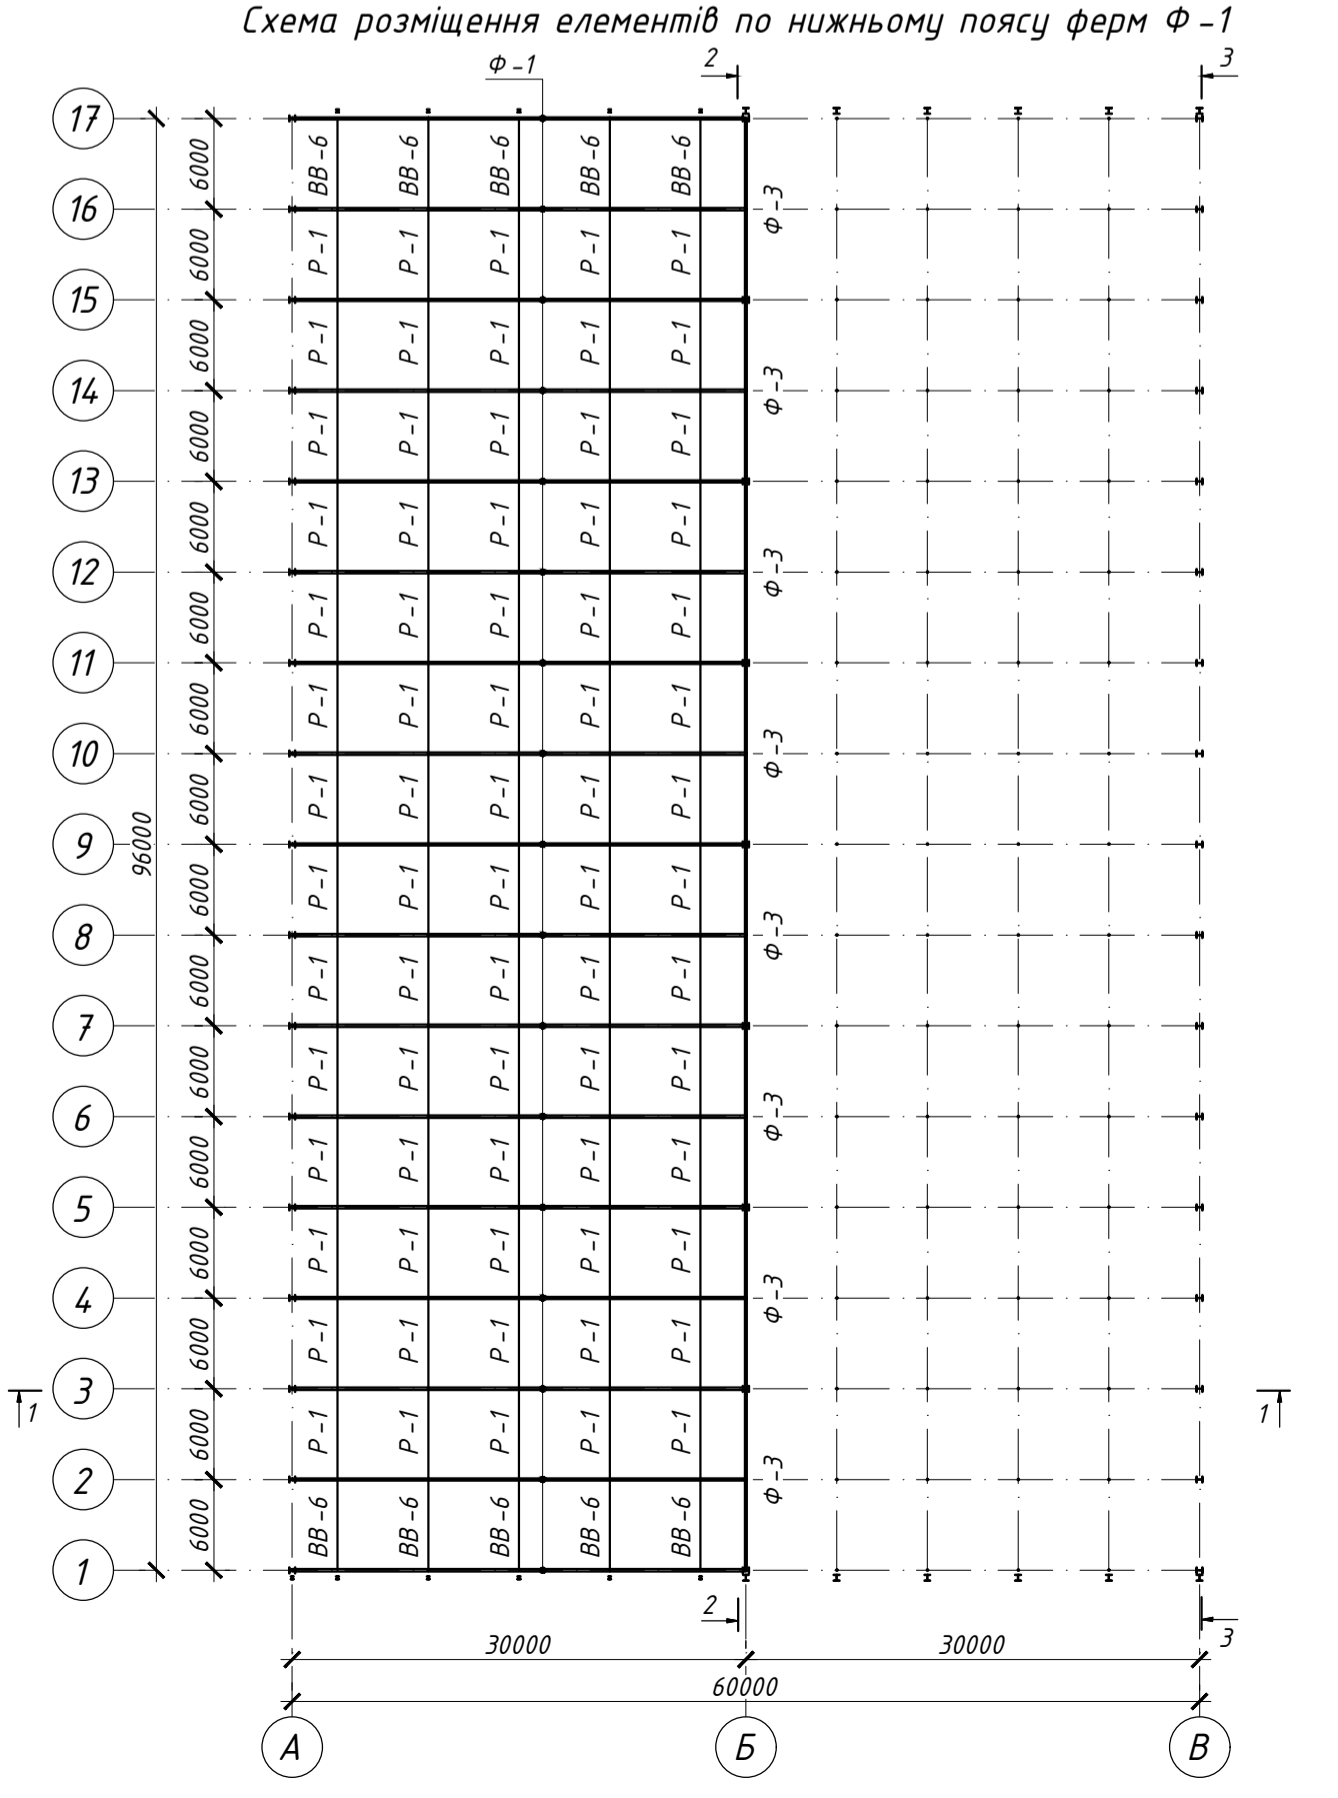 Схема розміщення елементів по нижньому поясу ферм Ф-1
Ф-1 2 3
17
6000 ВВ-6 ВВ-6 ВВ-6 ВВ-6 ВВ-6
16 Ф-3
6000 Р-1 Р-1 Р-1 Р-1 Р-1
15
6000 Р-1 Р-1 Р-1 Р-1 Р-1
14 Ф-3
6000 Р-1 Р-1 Р-1 Р-1 Р-1
13
6000 Р-1 Р-1 Р-1 Р-1 Р-1
12 Ф-3
6000 Р-1 Р-1 Р-1 Р-1 Р-1
11
6000 Р-1 Р-1 Р-1 Р-1 Р-1
10 Ф-3
6000 Р-1 Р-1 Р-1 Р-1 Р-1
9 96000
6000 Р-1 Р-1 Р-1 Р-1 Р-1
8 Ф-3
6000 Р-1 Р-1 Р-1 Р-1 Р-1
7
6000 Р-1 Р-1 Р-1 Р-1 Р-1
6 Ф-3
6000 Р-1 Р-1 Р-1 Р-1 Р-1
5
6000 Р-1 Р-1 Р-1 Р-1 Р-1
4 Ф-3
6000 Р-1 Р-1 Р-1 Р-1 Р-1
1 3 1
6000 Р-1 Р-1 Р-1 Р-1 Р-1
2 Ф-3
6000 ВВ-6 ВВ-6 ВВ-6 ВВ-6 ВВ-6
1
2 3
30000 30000
60000
А Б В